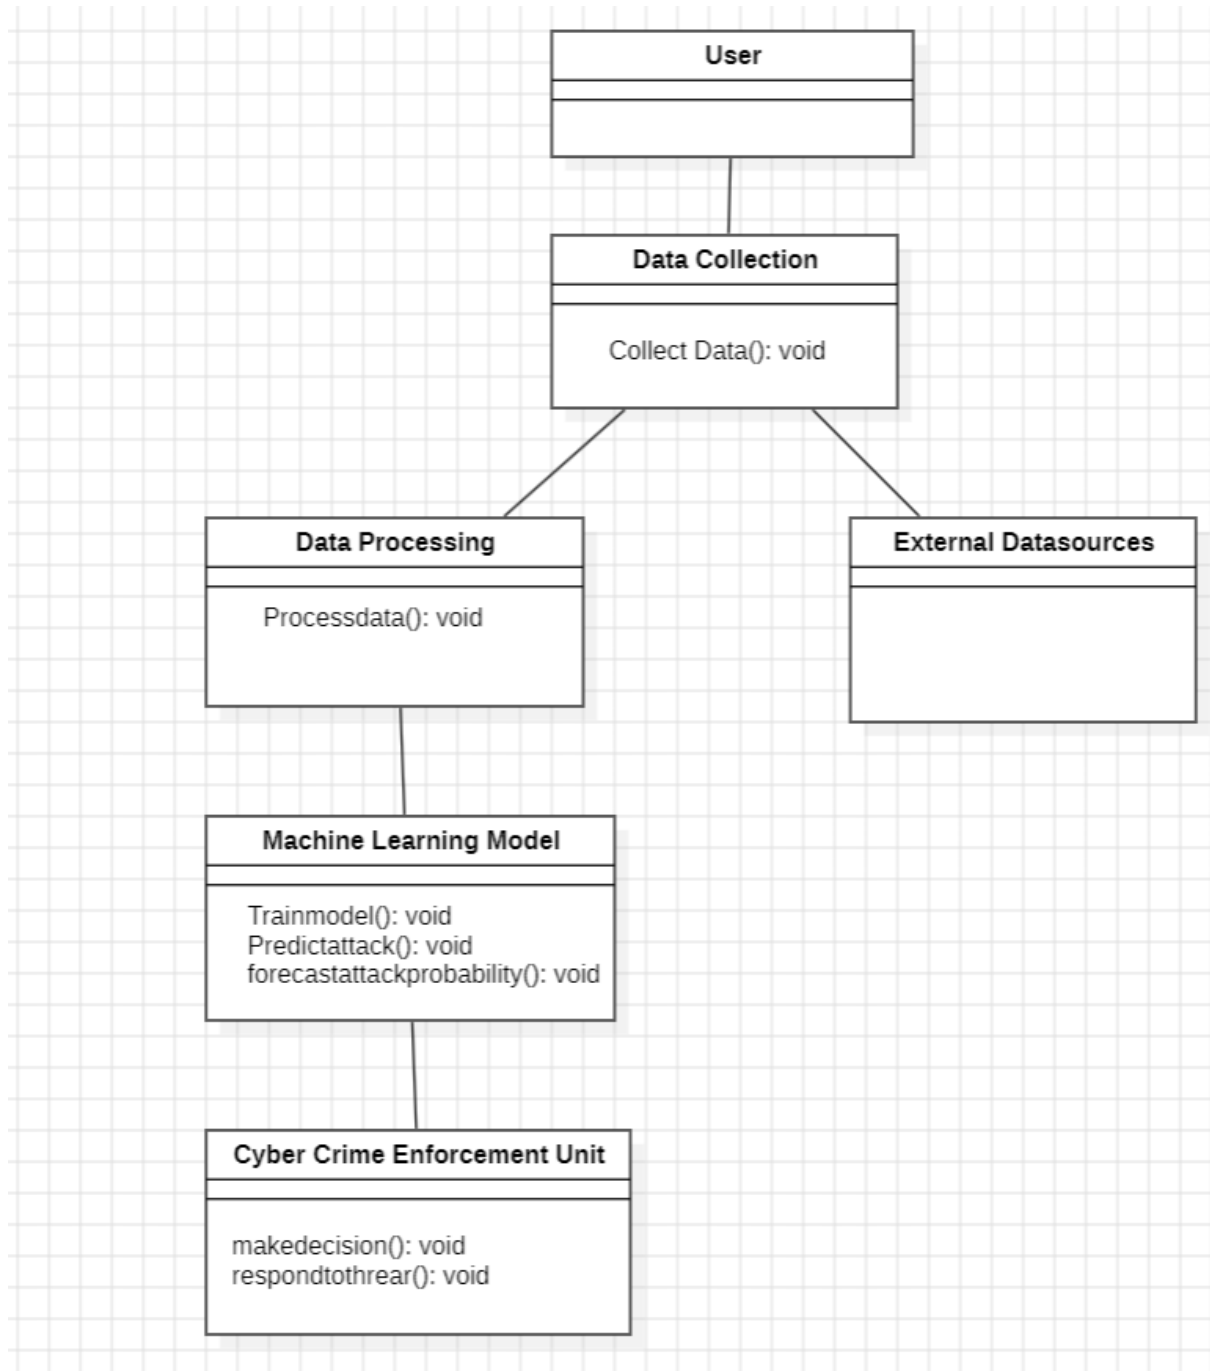 User
Data Collection
Collect Data(): void
Data Processing
Processdata(): void
External Datasources
Machine Learning Model
Trainmodel(): void
Predictattack(): void
forecastattackprobability(): void
Cyber Crime Enforcement Unit
makedecision(): void
respondtothrear(): void